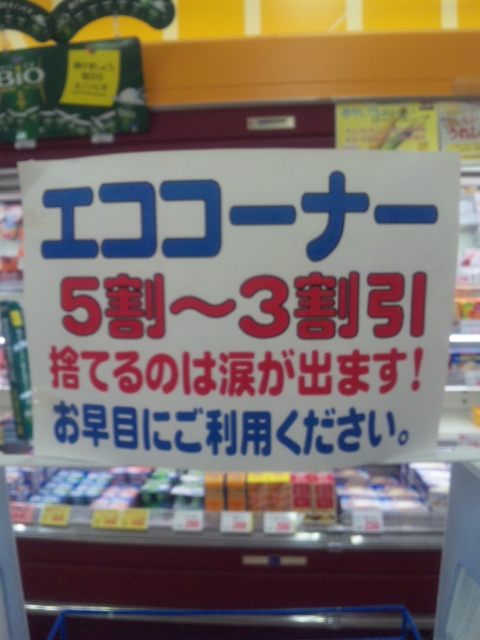 BIO
エココーナー
5割～3割引
捨てるのは涙が出ます!
お早目にご利用ください。